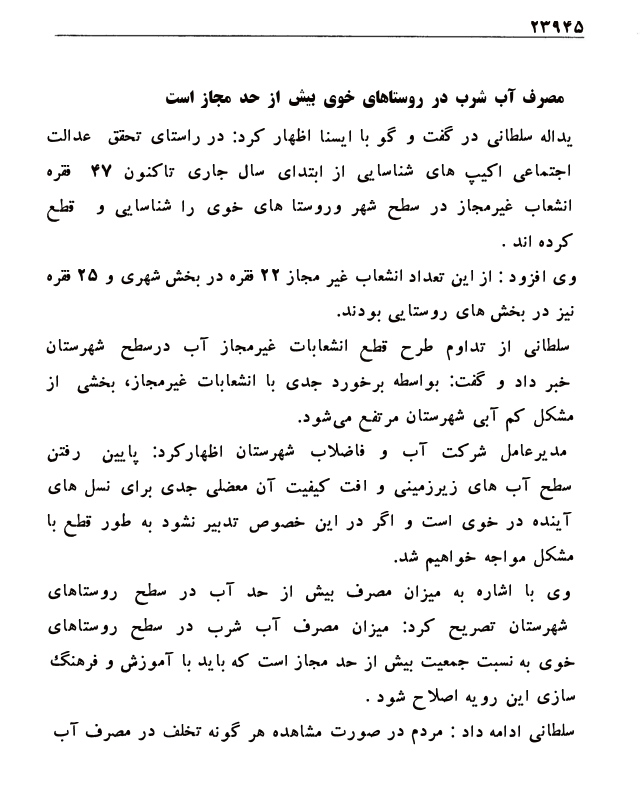 ۲۳۹۴۵
مصرف آب شرب در روستاهای خوی بیش از حد مجاز است
یداله سلطانی در گفت و گو با ایسنا اظهار کرد: در راستای تحقق عدالت
اجتماعی اکیپ های شناسایی از ابتدای سال جاری تاکنون ۴۷ فقره
انشعاب غیرمجاز در سطح شهر وروستا های خوی را شناسایی و قطع
کرده اند .
وی افزود : از این تعداد انشعاب غیر مجاز ۲۲ فقره در بخش شهری و ۲۵ فقره
نیز در بخش های روستایی بودند.
سلطانی از تداوم طرح قطع انشعابات غیرمجاز آب درسطح شهرستان
خبر داد و گفت: بواسطه برخورد جدی با انشعابات غیرمجاز، بخشی از
مشکل کم آبی شهرستان مرتفع می‌شود.
مدیرعامل شرکت آب و فاضلاب شهرستان اظهارکرد: پایین رفتن
سطح آب های زیرزمینی و افت کیفیت آن معضلی جدی برای نسل های
آینده در خوی است و اگر در این خصوص تدبیر نشود به طور قطع با
مشکل مواجه خواهیم شد.
وی با اشاره به میزان مصرف بیش از حد آب در سطح روستاهای
شهرستان تصریح کرد: میزان مصرف آب شرب در سطح روستاهای
خوی به نسبت جمعیت بیش از حد مجاز است که باید با آموزش و فرهنگ
سازی این رویه اصلاح شود .
سلطانی ادامه داد : مردم در صورت مشاهده هر گونه تخلف در مصرف آب